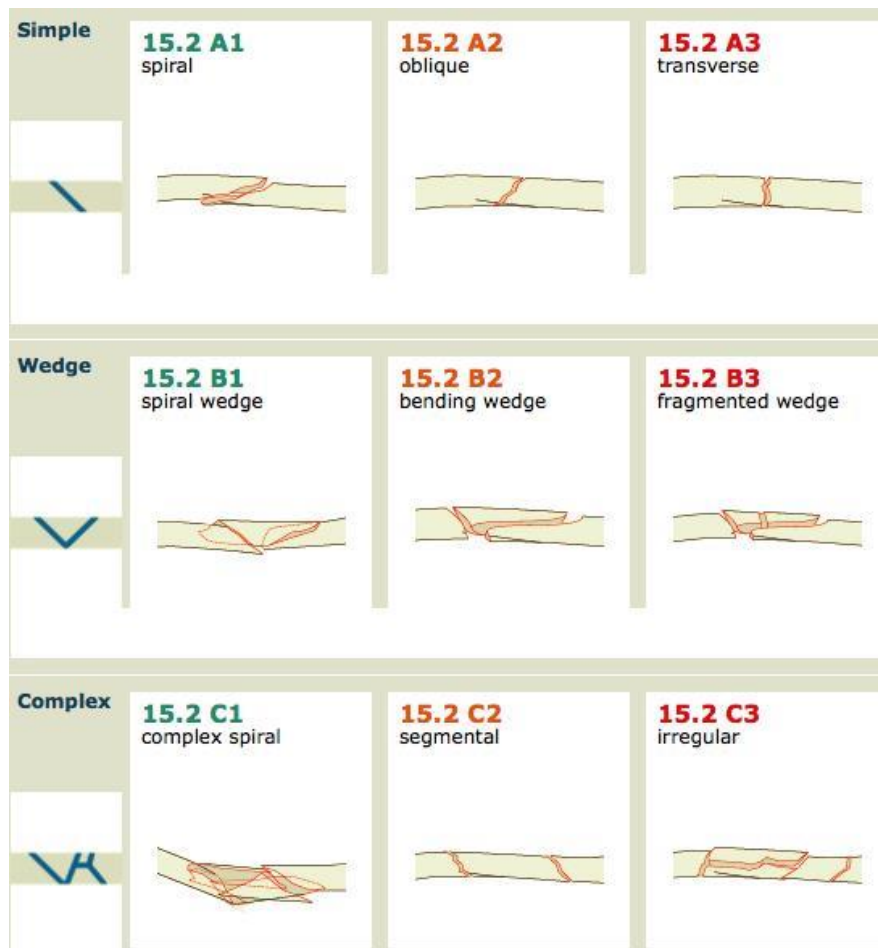 Simple
15.2 A1
spiral
15.2 A2
oblique
15.2 A3
transverse
Wedge
15.2 B1
spiral wedge
15.2 B2
bending wedge
15.2 B3
fragmented wedge
Complex
15.2 C1
complex spiral
15.2 C2
segmental
15.2 C3
irregular